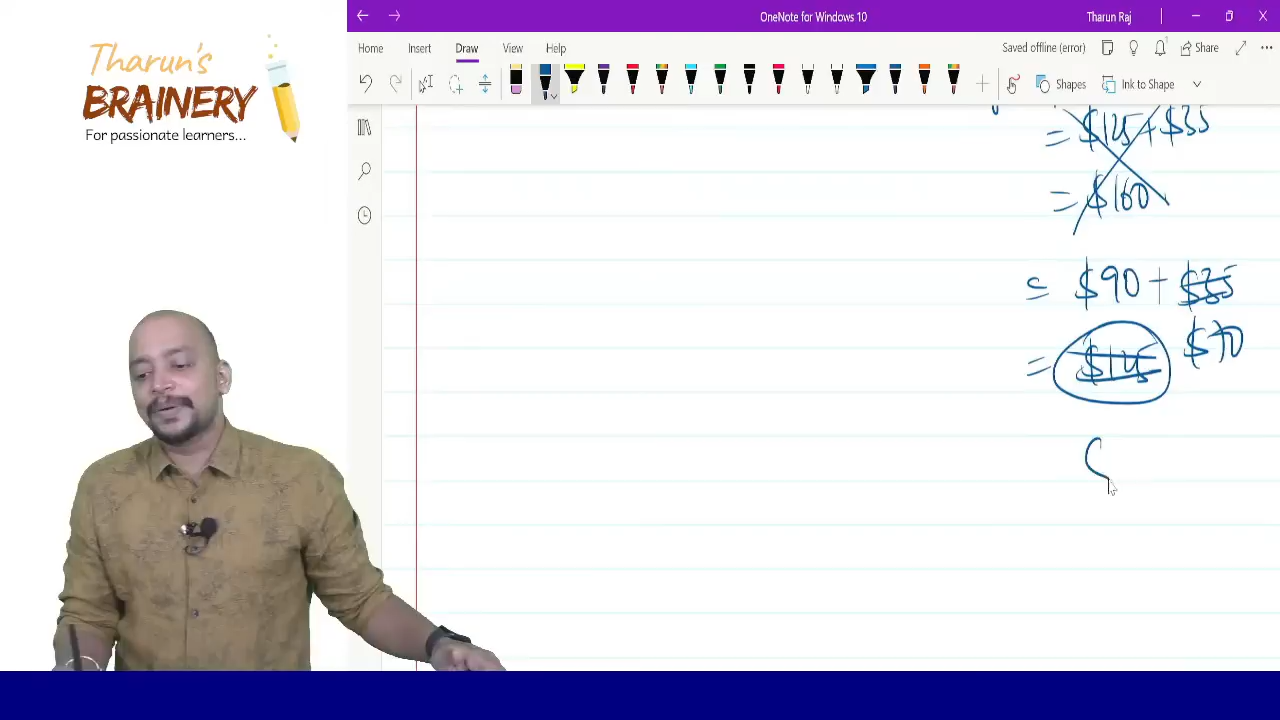 Tharun's
BRAINERY
For passionate learners...
OneNote for Windows 10
Tharun Raj
Home Insert Draw View Help
Saved offline (error)
Share
Shapes
Ink to Shape
= $125 + $35
= $160
= $90 + $35
= $125 $70